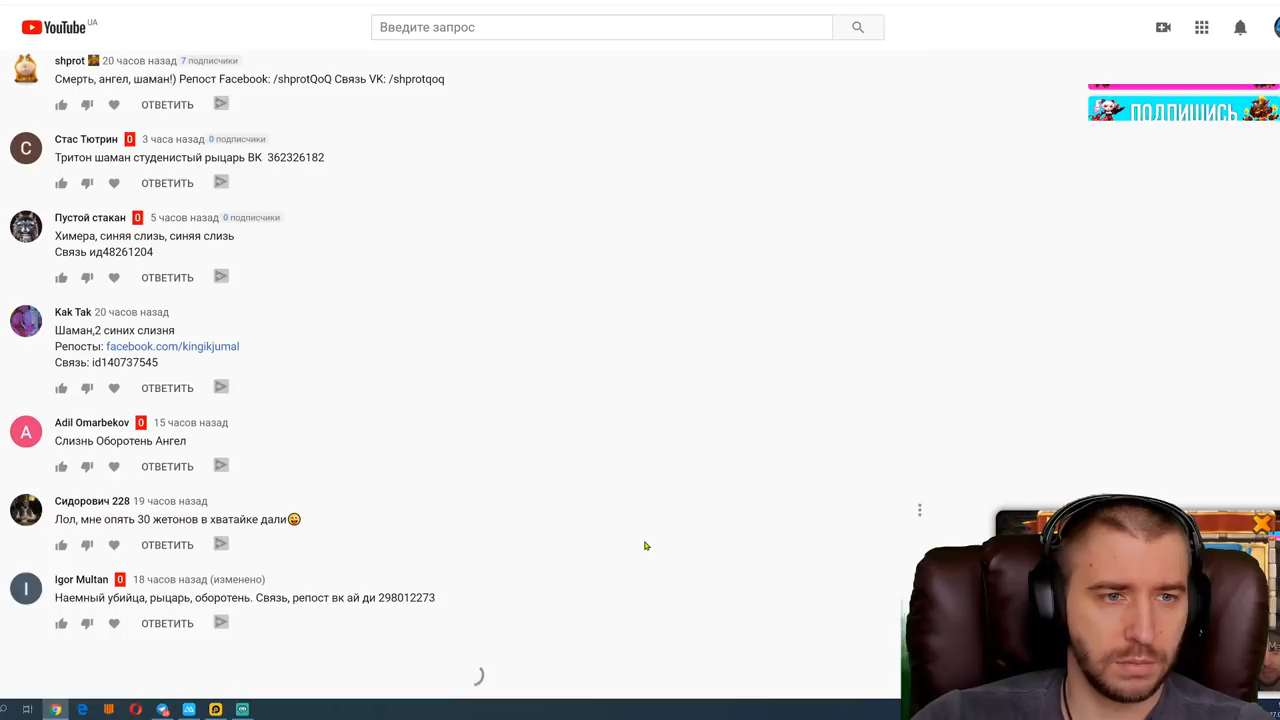 YouTube UA
Введите запрос
shprot 20 часов назад 7 подписчики
Смерть, ангел, шаман!) Репост Facebook: /shprotQoQ Связь VK: /shprotqoq
ОТВЕТИТЬ
ПОДПИШИСЬ
С
Стас Тютрин 0 3 часа назад 0 подписчики
Тритон шаман студенистый рыцарь ВК 362326182
ОТВЕТИТЬ
Пустой стакан 0 5 часов назад 0 подписчики
Химера, синяя слизь, синяя слизь
Связь ид48261204
ОТВЕТИТЬ
Kak Tak 20 часов назад
Шаман,2 синих слизня
Репосты: facebook.com/kingikjumal
Связь: id140737545
ОТВЕТИТЬ
A
Adil Omarbekov 0 15 часов назад
Слизнь Оборотень Ангел
ОТВЕТИТЬ
Сидорович 228 19 часов назад
Лол, мне опять 30 жетонов в хватайке дали😜
ОТВЕТИТЬ
I
Igor Multan 0 18 часов назад (изменено)
Наемный убийца, рыцарь, оборотень. Связь, репост вк ай ди 298012273
ОТВЕТИТЬ